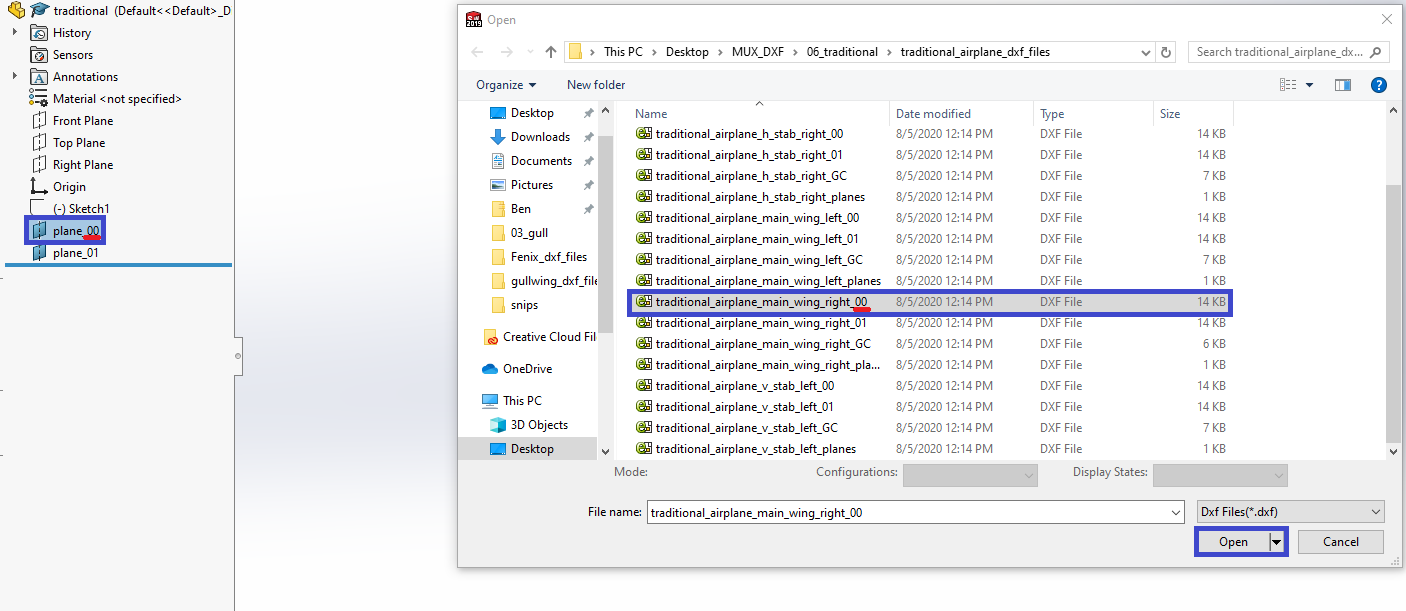 traditional (Default<<Default>_D
History
Sensors
Annotations
Material <not specified>
Front Plane
Top Plane
Right Plane
Origin
(-) Sketch1
plane_00
plane_01
SW 2019 Open
This PC > Desktop > MUX_DXF > 06_traditional > traditional_airplane_dxf_files
Search traditional_airplane_dx...
Organize
New folder
Desktop
Downloads
Documents
Pictures
Ben
03_gull
Fenix_dxf_files
gullwing_dxf_file
snips
Creative Cloud Fil
OneDrive
This PC
3D Objects
Desktop
Name Date modified Type Size
traditional_airplane_h_stab_right_00 8/5/2020 12:14 PM DXF File 14 KB
traditional_airplane_h_stab_right_01 8/5/2020 12:14 PM DXF File 14 KB
traditional_airplane_h_stab_right_GC 8/5/2020 12:14 PM DXF File 7 KB
traditional_airplane_h_stab_right_planes 8/5/2020 12:14 PM DXF File 1 KB
traditional_airplane_main_wing_left_00 8/5/2020 12:14 PM DXF File 14 KB
traditional_airplane_main_wing_left_01 8/5/2020 12:14 PM DXF File 14 KB
traditional_airplane_main_wing_left_GC 8/5/2020 12:14 PM DXF File 7 KB
traditional_airplane_main_wing_left_planes 8/5/2020 12:14 PM DXF File 1 KB
traditional_airplane_main_wing_right_00 8/5/2020 12:14 PM DXF File 14 KB
traditional_airplane_main_wing_right_01 8/5/2020 12:14 PM DXF File 14 KB
traditional_airplane_main_wing_right_GC 8/5/2020 12:14 PM DXF File 6 KB
traditional_airplane_main_wing_right_pla... 8/5/2020 12:14 PM DXF File 1 KB
traditional_airplane_v_stab_left_00 8/5/2020 12:14 PM DXF File 14 KB
traditional_airplane_v_stab_left_01 8/5/2020 12:14 PM DXF File 14 KB
traditional_airplane_v_stab_left_GC 8/5/2020 12:14 PM DXF File 7 KB
traditional_airplane_v_stab_left_planes 8/5/2020 12:14 PM DXF File 1 KB
Mode: Configurations: Display States:
File name: traditional_airplane_main_wing_right_00 Dxf Files(*.dxf)
Open Cancel